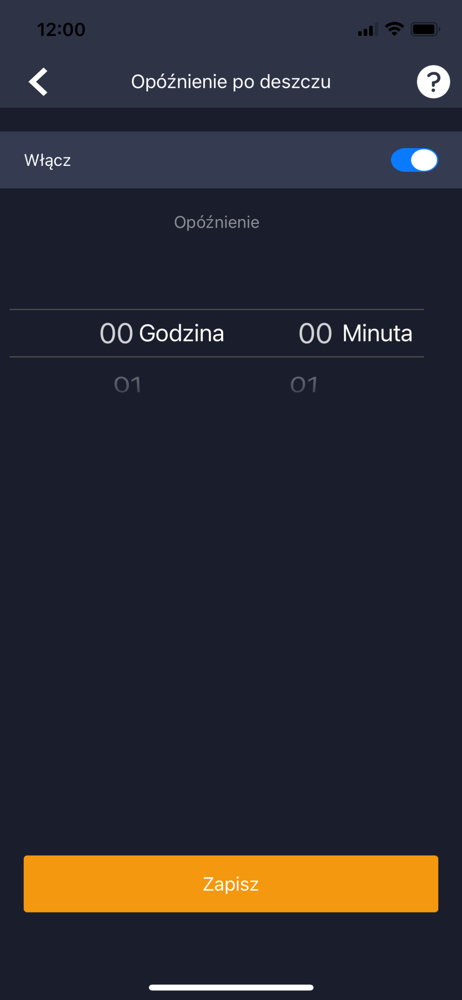 12:00
Opóźnienie po deszczu
?
Włącz
Opóźnienie
00 Godzina 00 Minuta
01 01
Zapisz